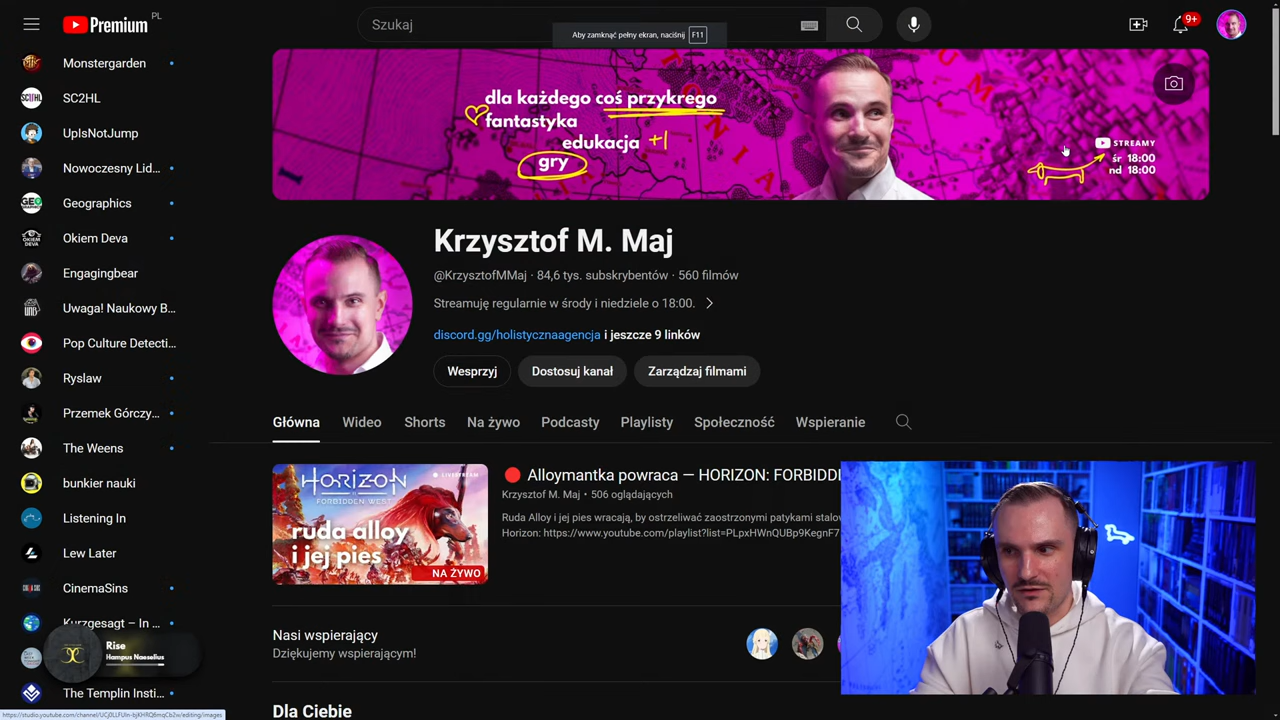 Premium PL
Szukaj
Aby zamknąć pełny ekran, naciśnij F11
9+
Monstergarden
SC2HL
UpIsNotJump
Nowoczesny Lid...
Geographics
Okiem Deva
Engagingbear
Uwaga! Naukowy B...
Pop Culture Detecti...
Ryslaw
Przemek Górczy...
The Weens
bunkier nauki
Listening In
Lew Later
CinemaSins
Kurzgesagt – In ...
The Templin Insti...
Rise
Hampus Naeselius
dla każdego coś przykrego
fantastyka
edukacja +1
gry
STREAMY
śr 18:00
nd 18:00
Krzysztof M. Maj
@KrzysztofMMaj · 84,6 tys. subskrybentów · 560 filmów
Streamuję regularnie w środy i niedziele o 18:00.
discord.gg/holistycznaagencja i jeszcze 9 linków
Wesprzyj
Dostosuj kanał
Zarządzaj filmami
Główna
Wideo
Shorts
Na żywo
Podcasty
Playlisty
Społeczność
Wspieranie
LIVESTREAM
HORIZON
FORBIDDEN WEST
ruda alloy
i jej pies
NA ŻYWO
Alloymantka powraca — HORIZON: FORBIDD
Krzysztof M. Maj • 506 oglądających
Ruda Alloy i jej pies wracają, by ostrzeliwać zaostrzonymi patykami stalow
Horizon: https://www.youtube.com/playlist?list=PLpxHWnQUBp9KegnF7
Nasi wspierający
Dziękujemy wspierającym!
Dla Ciebie